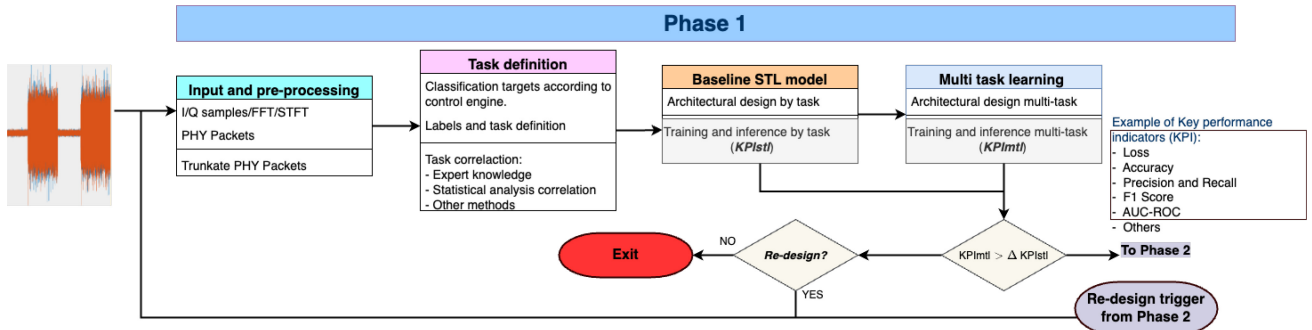 Phase 1
Input and pre-processing
I/Q samples/FFT/STFT
PHY Packets
Trunkate PHY Packets
Task definition
Classification targets according to
control engine.
Labels and task definition
Task correlaction:
- Expert knowledge
- Statistical analysis correlation
- Other methods
Baseline STL model
Architectural design by task
Training and inference by task
(KPIstl)
Multi task learning
Architectural design multi-task
Training and inference multi-task
(KPImtl)
Example of Key performance
indicators (KPI):
- Loss
- Accuracy
- Precision and Recall
- F1 Score
- AUC-ROC
- Others
KPImtl > Δ KPIstl
To Phase 2
Re-design?
NO
YES
Exit
Re-design trigger
from Phase 2